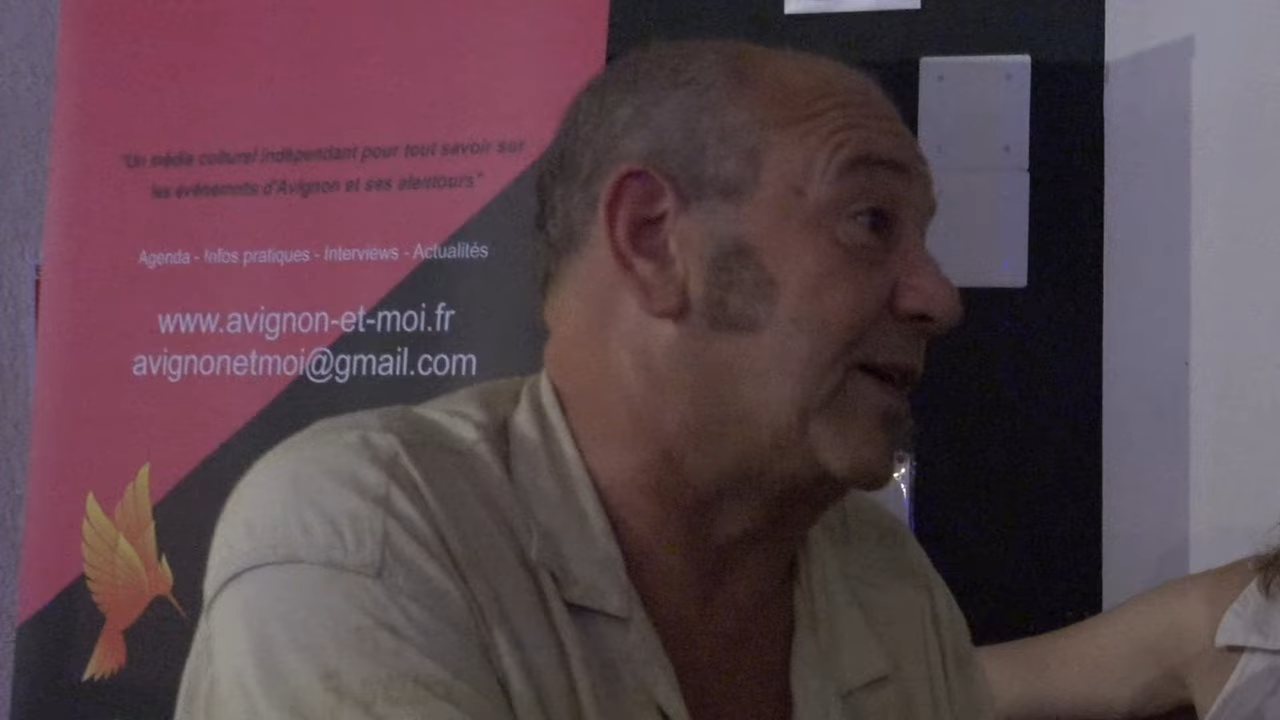 "Un média culturel indépendant pour tout savoir sur
les événemnts d'Avignon et ses alentours"
Agenda - Infos pratiques - Interviews - Actualités
www.avignon-et-moi.fr
avignonetmoi@gmail.com